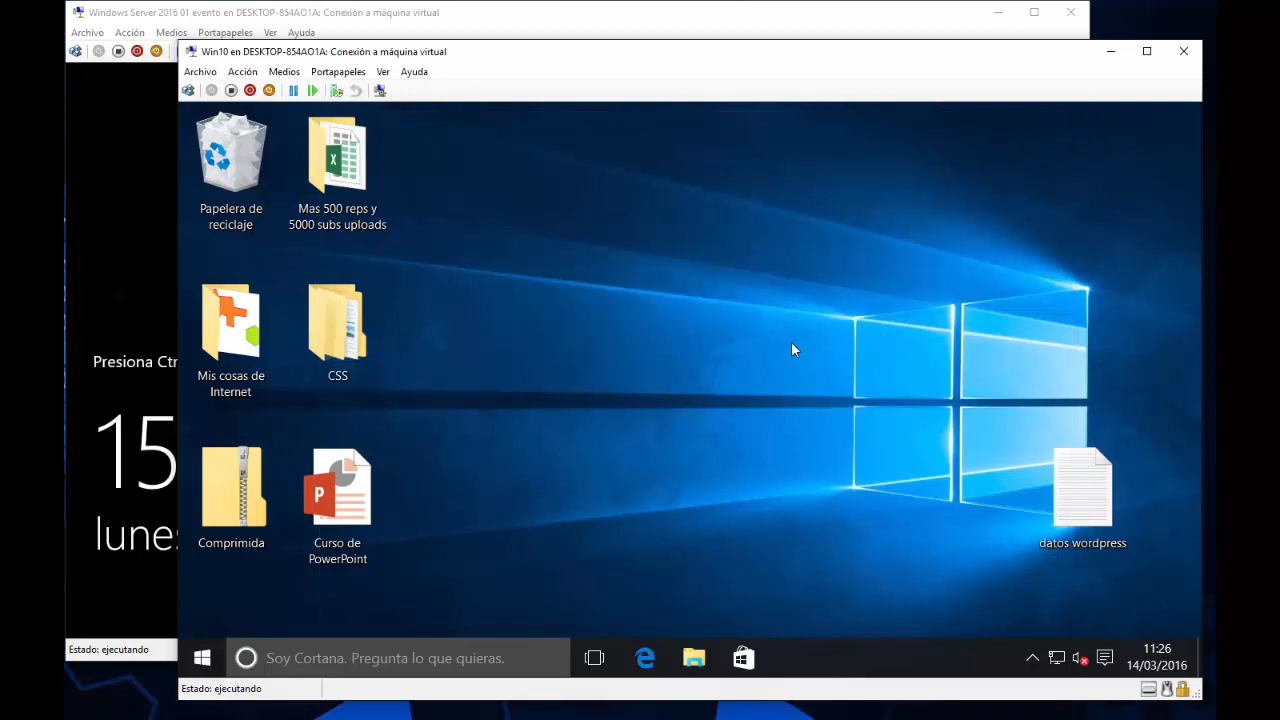 Windows Server 2016 01 evento en DESKTOP-854AO1A: Conexión a máquina virtual
Archivo Acción Medios Portapapeles Ver Ayuda
Win10 en DESKTOP-854AO1A: Conexión a máquina virtual
Archivo Acción Medios Portapapeles Ver Ayuda
Papelera de
reciclaje
Mas 500 reps y
5000 subs uploads
Presiona Ctr
Mis cosas de
Internet
CSS
15
lunes
Comprimida
Curso de
PowerPoint
datos wordpress
Estado: ejecutando
Soy Cortana. Pregunta lo que quieras.
11:26
14/03/2016
Estado: ejecutando